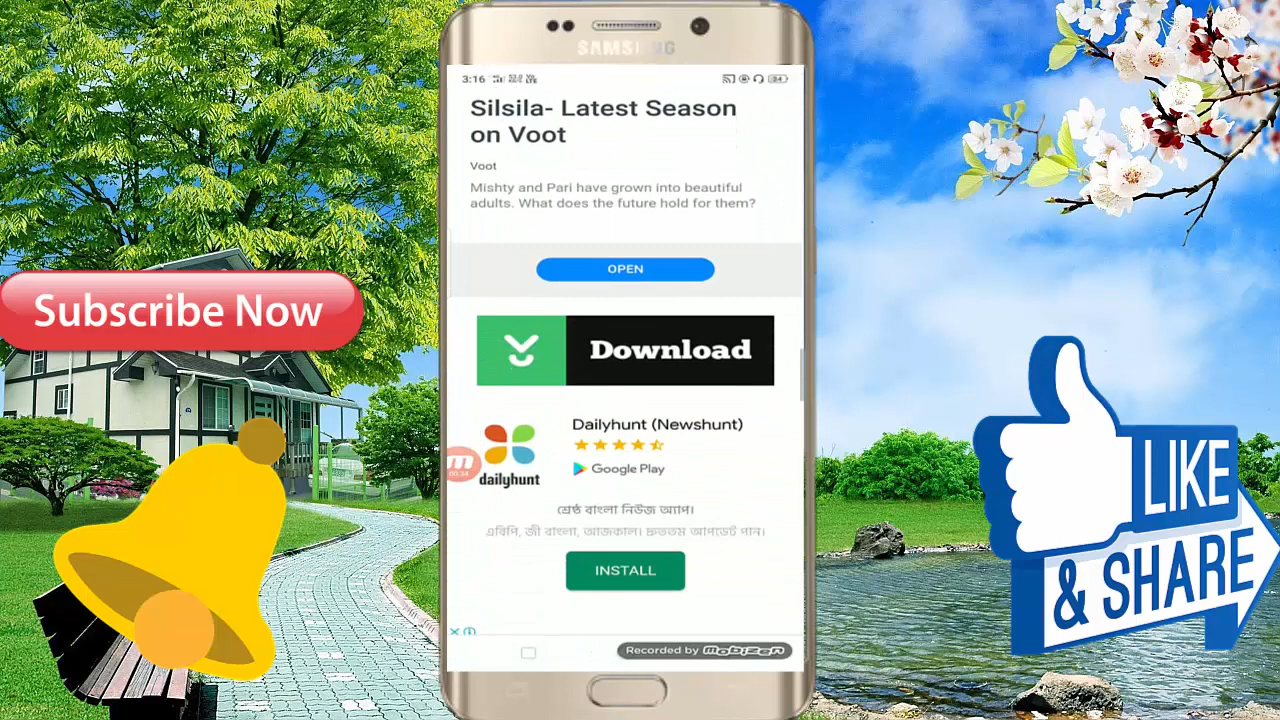 SAMSUNG
3:16
Silsila- Latest Season
on Voot
Voot
Mishty and Pari have grown into beautiful
adults. What does the future hold for them?
OPEN
Subscribe Now
Download
Dailyhunt (Newshunt)
Google Play
dailyhunt
00:34
শ্রেষ্ঠ বাংলা নিউজ অ্যাপ।
এবিপি, জী বাংলা, আজকাল। দ্রুততম আপডেট পান।
INSTALL
LIKE
& SHARE
Recorded by mobizen